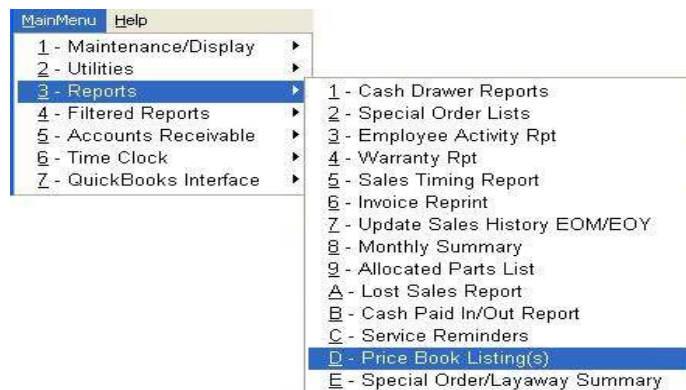 MainMenu Help
1 - Maintenance/Display
2 - Utilities
3 - Reports
4 - Filtered Reports
5 - Accounts Receivable
6 - Time Clock
7 - QuickBooks Interface
1 - Cash Drawer Reports
2 - Special Order Lists
3 - Employee Activity Rpt
4 - Warranty Rpt
5 - Sales Timing Report
6 - Invoice Reprint
7 - Update Sales History EOM/EOY
8 - Monthly Summary
9 - Allocated Parts List
A - Lost Sales Report
B - Cash Paid In/Out Report
C - Service Reminders
D - Price Book Listing(s)
E - Special Order/Layaway Summary